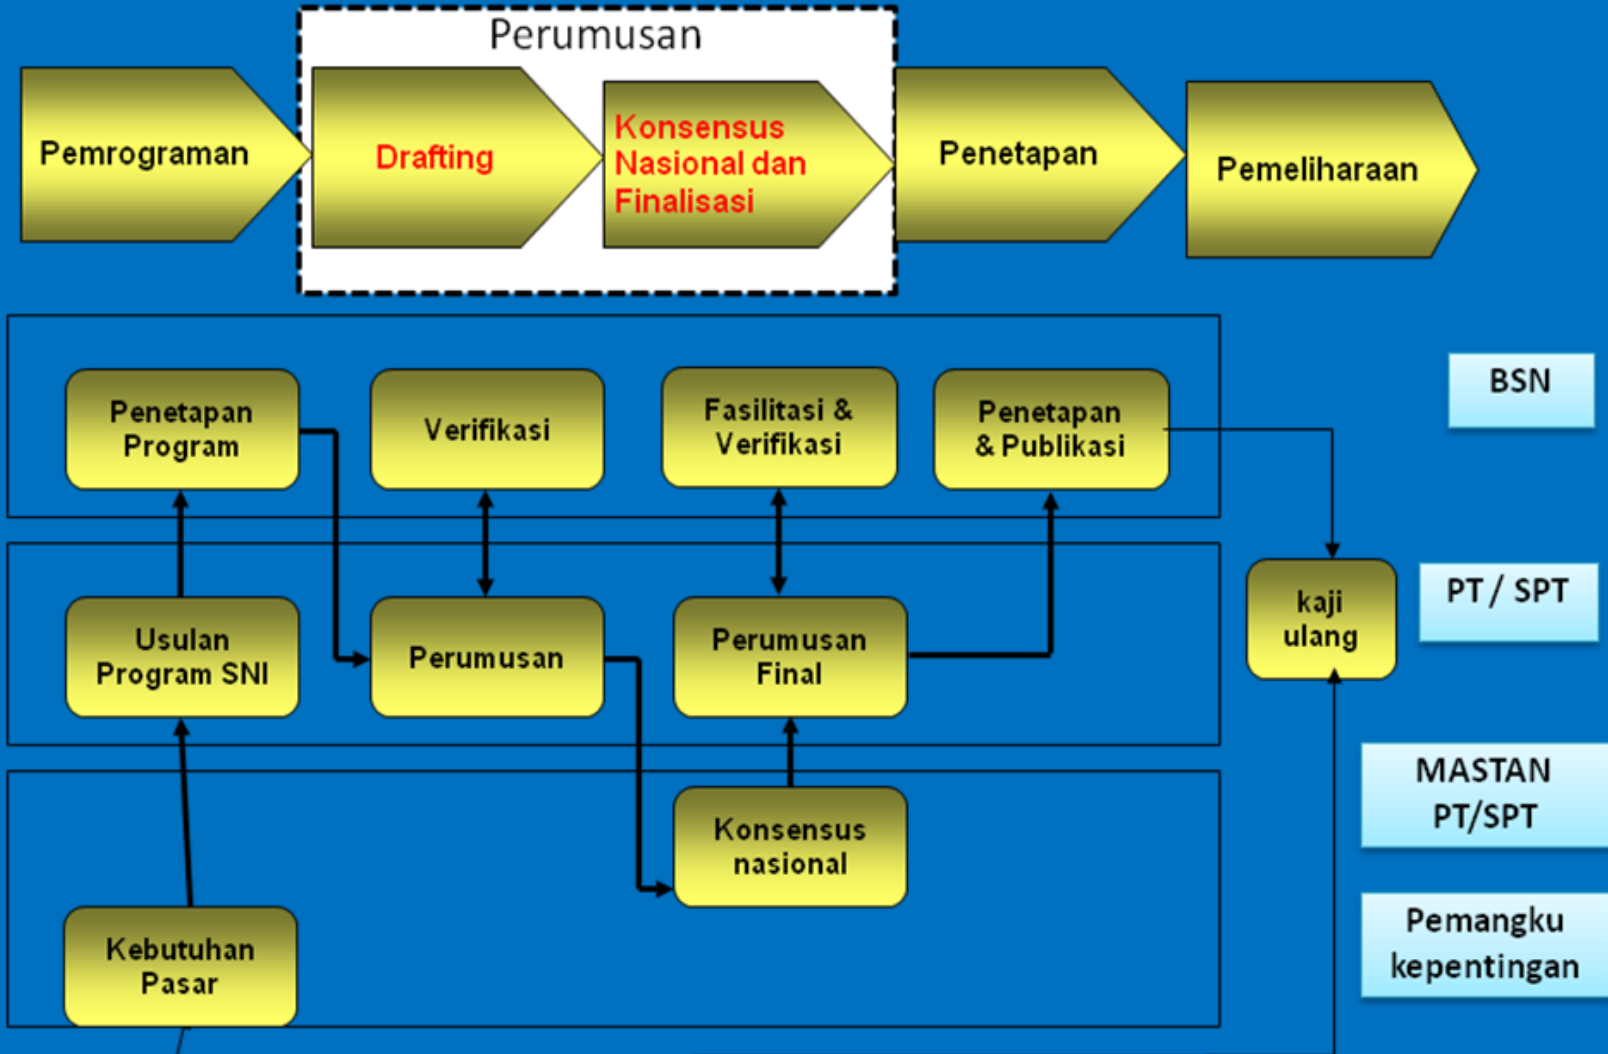 Perumusan
Pemrograman
Drafting
Konsensus
Nasional dan
Finalisasi
Penetapan
Pemeliharaan
Penetapan
Program
Verifikasi
Fasilitasi &
Verifikasi
Penetapan
& Publikasi
BSN
Usulan
Program SNI
Perumusan
Perumusan
Final
kaji
ulang
PT / SPT
Konsensus
nasional
MASTAN
PT/SPT
Kebutuhan
Pasar
Pemangku
kepentingan